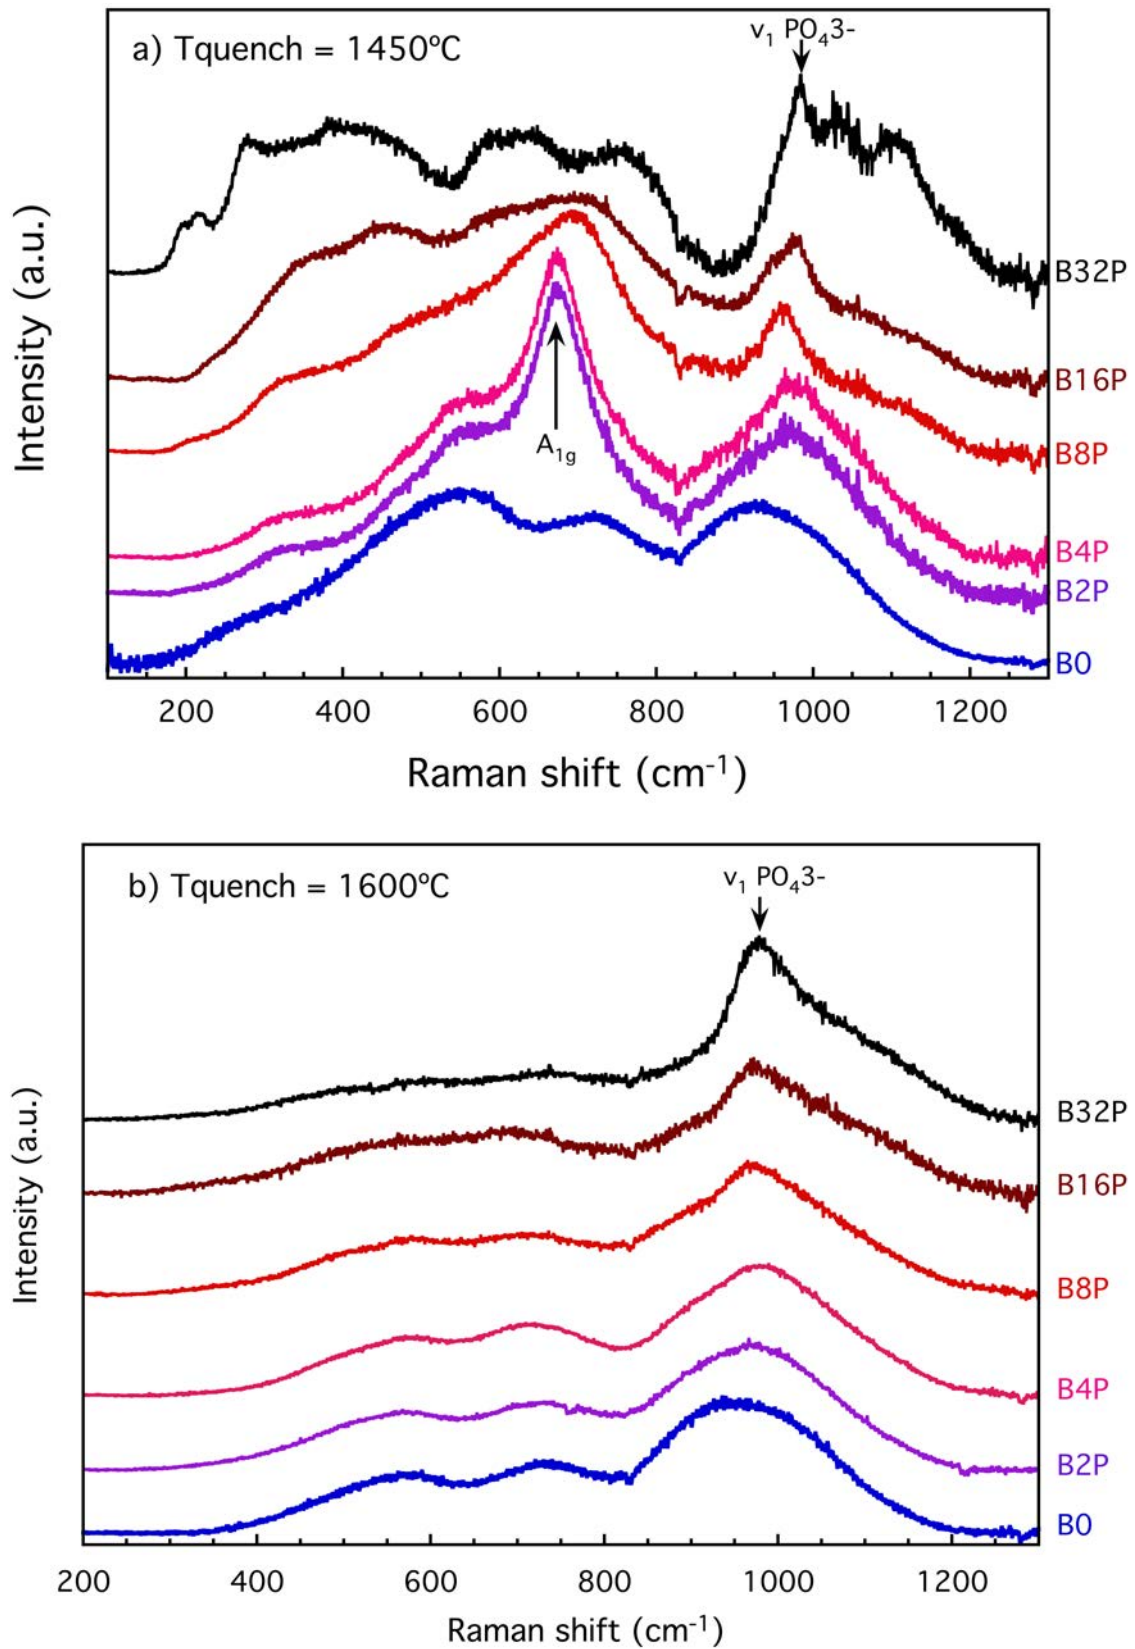 a) Tquench = 1450ºC
ν1 PO43-
Intensity (a.u.)
A1g
B32P
B16P
B8P
B4P
B2P
B0
200 400 600 800 1000 1200
Raman shift (cm-1)
b) Tquench = 1600ºC
ν1 PO43-
Intensity (a.u.)
B32P
B16P
B8P
B4P
B2P
B0
200 400 600 800 1000 1200
Raman shift (cm-1)